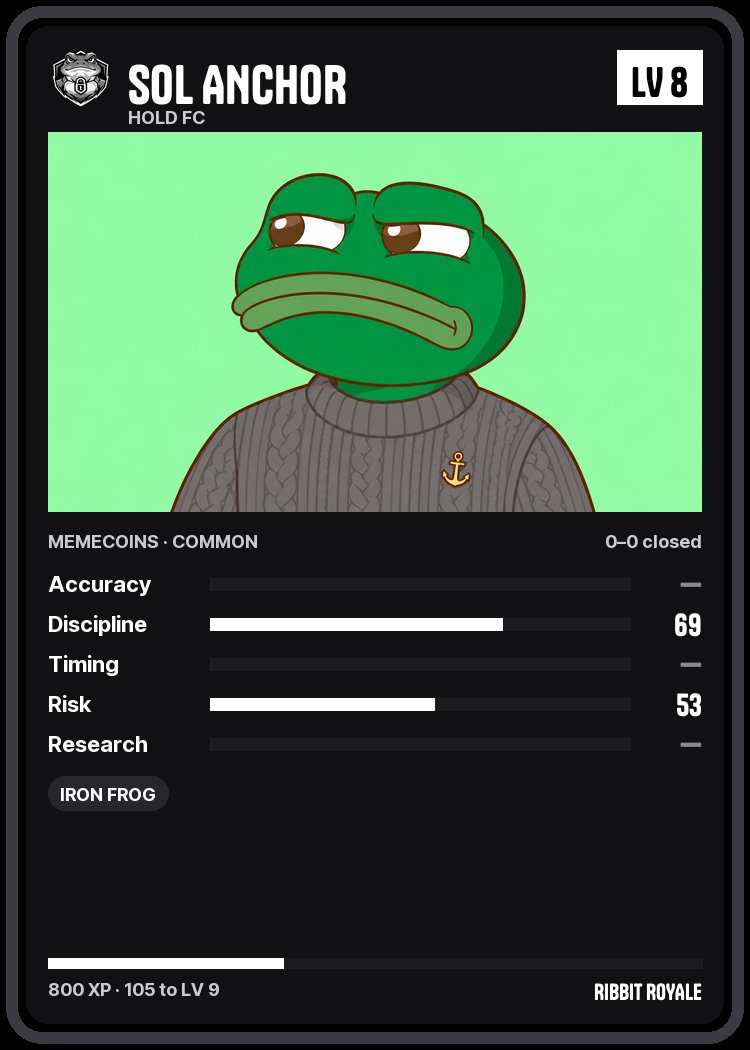 SOL ANCHOR
LV 8
HOLD FC
MEMECOINS · COMMON
0–0 closed
Accuracy —
Discipline 69
Timing —
Risk 53
Research —
IRON FROG
800 XP · 105 to LV 9
RIBBIT ROYALE